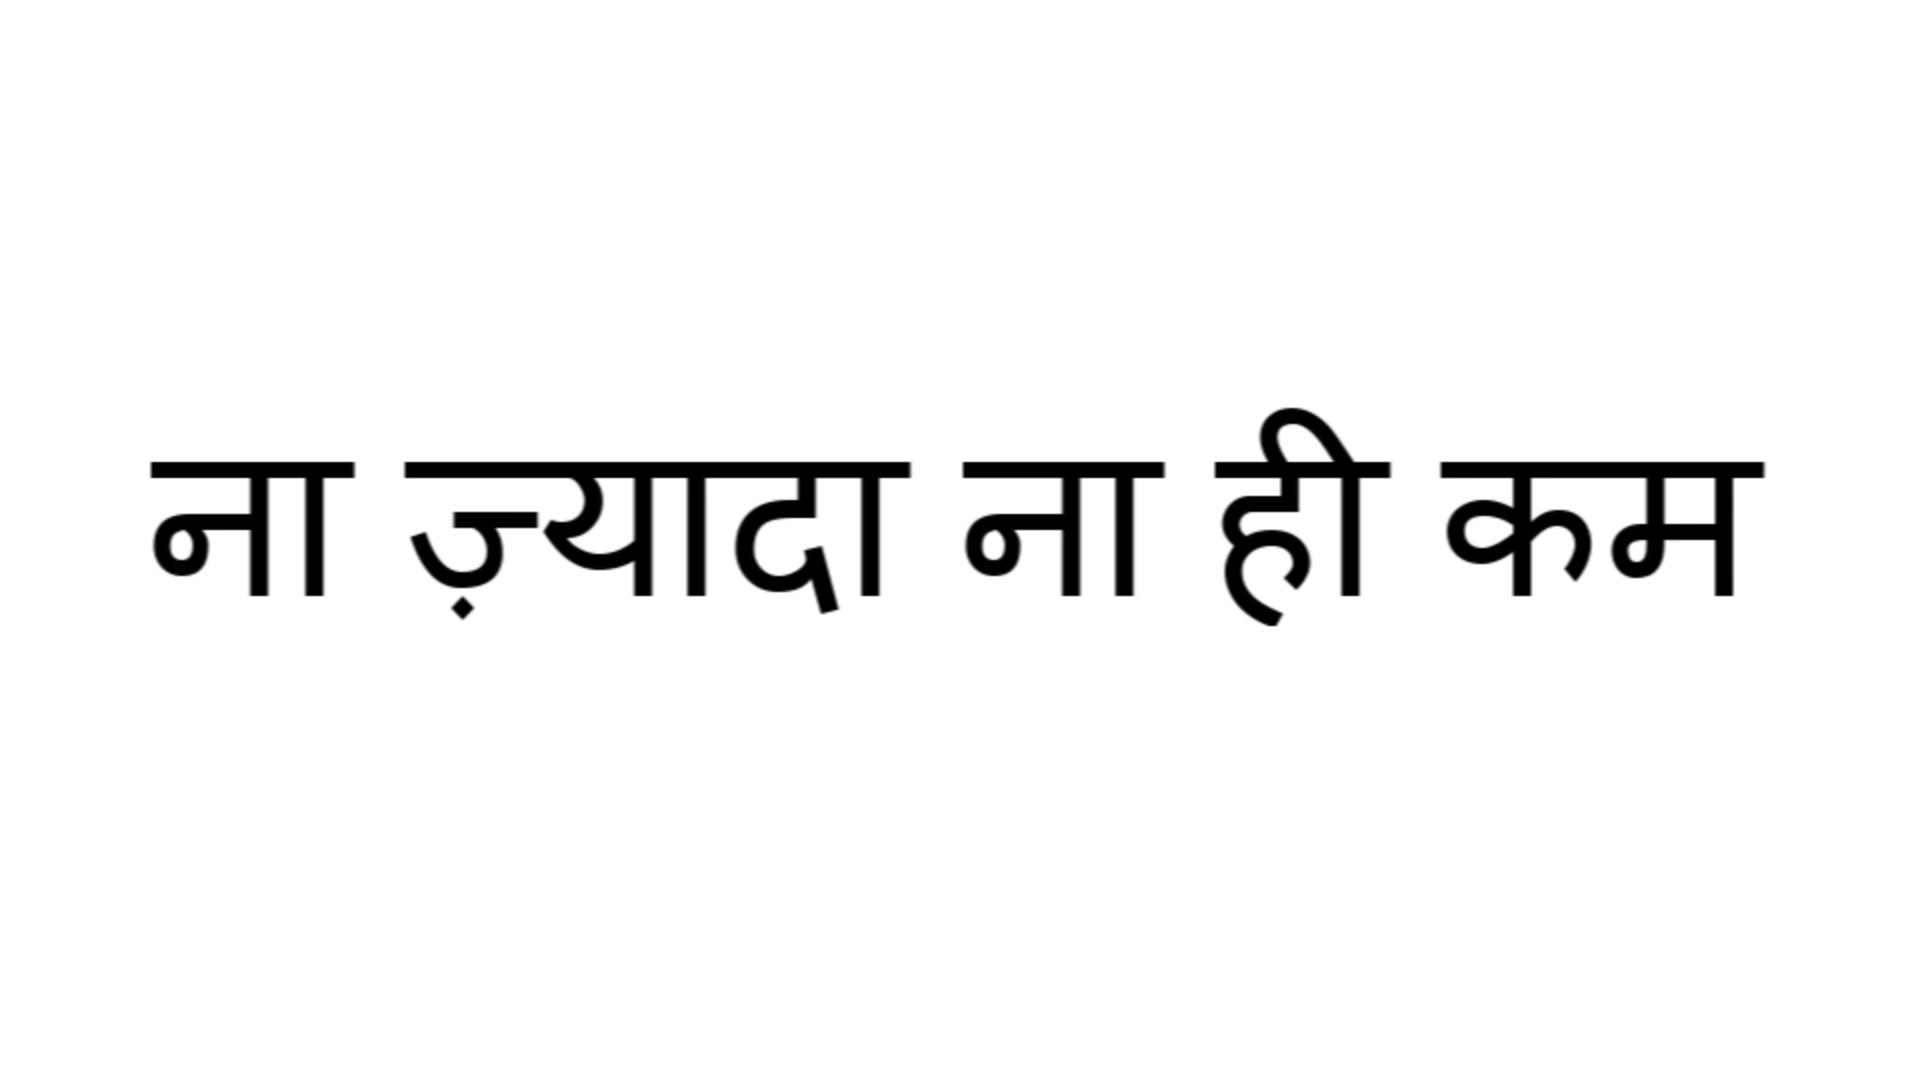 ना ज़्यादा ना ही कम